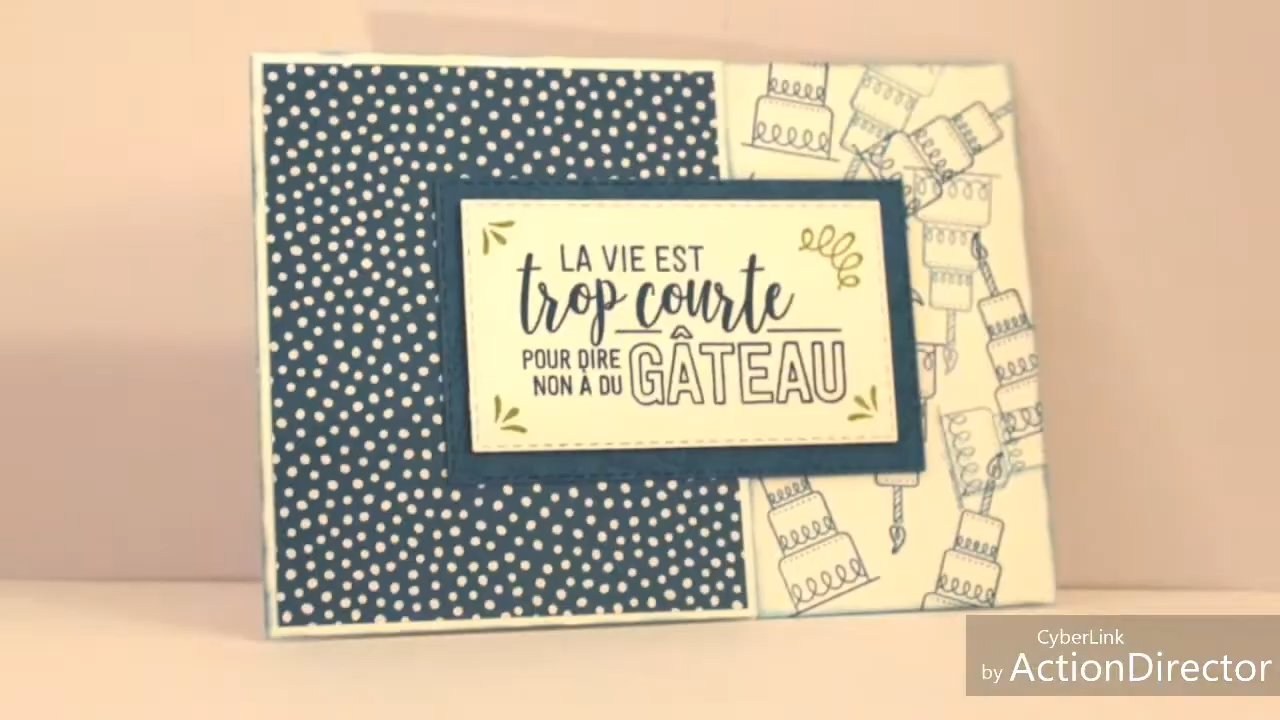 LA VIE EST
trop courte
POUR DIRE
NON À DU GÂTEAU
CyberLink
by ActionDirector